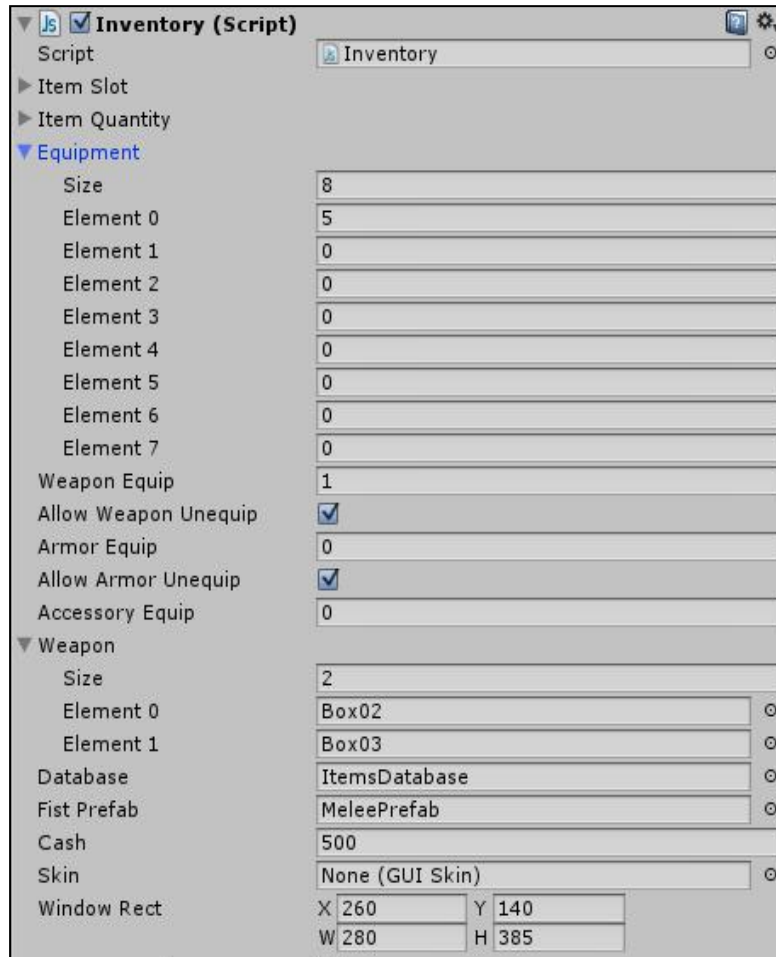 Js Inventory (Script)
Script Inventory
Item Slot
Item Quantity
Equipment
Size 8
Element 0 5
Element 1 0
Element 2 0
Element 3 0
Element 4 0
Element 5 0
Element 6 0
Element 7 0
Weapon Equip 1
Allow Weapon Unequip
Armor Equip 0
Allow Armor Unequip
Accessory Equip 0
Weapon
Size 2
Element 0 Box02
Element 1 Box03
Database ItemsDatabase
Fist Prefab MeleePrefab
Cash 500
Skin None (GUI Skin)
Window Rect X 260 Y 140
W 280 H 385